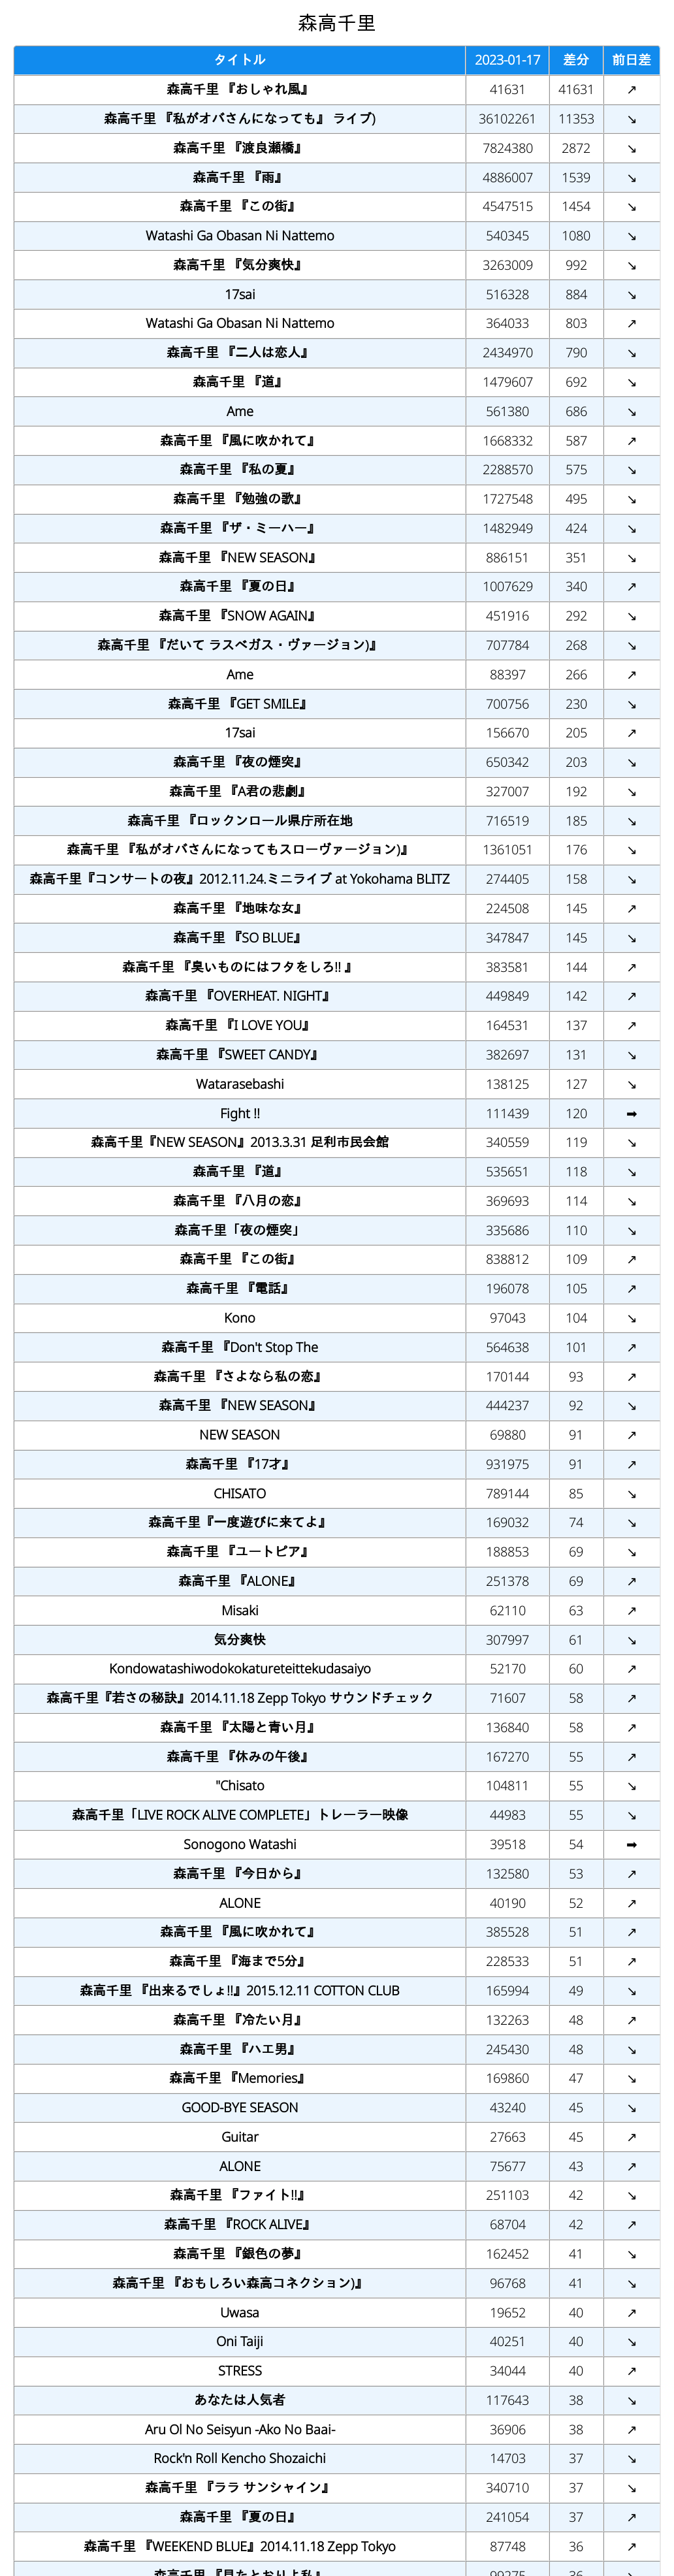 森高千里
タイトル 2023-01-17 差分 前日差
森高千里 『おしゃれ風』 41631 41631 ↗
森高千里 『私がオバさんになっても』 ライブ) 36102261 11353 ↘
森高千里 『渡良瀬橋』 7824380 2872 ↘
森高千里 『雨』 4886007 1539 ↘
森高千里 『この街』 4547515 1454 ↘
Watashi Ga Obasan Ni Nattemo 540345 1080 ↘
森高千里 『気分爽快』 3263009 992 ↘
17sai 516328 884 ↘
Watashi Ga Obasan Ni Nattemo 364033 803 ↗
森高千里 『二人は恋人』 2434970 790 ↘
森高千里 『道』 1479607 692 ↘
Ame 561380 686 ↘
森高千里 『風に吹かれて』 1668332 587 ↗
森高千里 『私の夏』 2288570 575 ↘
森高千里 『勉強の歌』 1727548 495 ↘
森高千里 『ザ・ミーハー』 1482949 424 ↘
森高千里 『NEW SEASON』 886151 351 ↘
森高千里 『夏の日』 1007629 340 ↗
森高千里 『SNOW AGAIN』 451916 292 ↘
森高千里 『だいて ラスベガス・ヴァージョン)』 707784 268 ↘
Ame 88397 266 ↗
森高千里 『GET SMILE』 700756 230 ↘
17sai 156670 205 ↗
森高千里 『夜の煙突』 650342 203 ↘
森高千里 『A君の悲劇』 327007 192 ↘
森高千里 『ロックンロール県庁所在地 716519 185 ↘
森高千里 『私がオバさんになってもスローヴァージョン)』 1361051 176 ↘
森高千里『コンサートの夜』2012.11.24.ミニライブ at Yokohama BLITZ 274405 158 ↘
森高千里 『地味な女』 224508 145 ↗
森高千里 『SO BLUE』 347847 145 ↘
森高千里 『臭いものにはフタをしろ!! 』 383581 144 ↗
森高千里 『OVERHEAT. NIGHT』 449849 142 ↗
森高千里 『I LOVE YOU』 164531 137 ↗
森高千里 『SWEET CANDY』 382697 131 ↘
Watarasebashi 138125 127 ↘
Fight !! 111439 120 ➡
森高千里『NEW SEASON』2013.3.31 足利市民会館 340559 119 ↘
森高千里 『道』 535651 118 ↘
森高千里 『八月の恋』 369693 114 ↘
森高千里「夜の煙突」 335686 110 ↘
森高千里 『この街』 838812 109 ↗
森高千里 『電話』 196078 105 ↗
Kono 97043 104 ↘
森高千里 『Don't Stop The 564638 101 ↗
森高千里 『さよなら私の恋』 170144 93 ↗
森高千里 『NEW SEASON』 444237 92 ↘
NEW SEASON 69880 91 ↗
森高千里 『17才』 931975 91 ↗
CHISATO 789144 85 ↘
森高千里『一度遊びに来てよ』 169032 74 ↘
森高千里 『ユートピア』 188853 69 ↘
森高千里 『ALONE』 251378 69 ↗
Misaki 62110 63 ↗
気分爽快 307997 61 ↘
Kondowatashiwodokokatureteittekudasaiyo 52170 60 ↗
森高千里『若さの秘訣』2014.11.18 Zepp Tokyo サウンドチェック 71607 58 ↗
森高千里 『太陽と青い月』 136840 58 ↗
森高千里 『休みの午後』 167270 55 ↗
"Chisato 104811 55 ↘
森高千里「LIVE ROCK ALIVE COMPLETE」トレーラー映像 44983 55 ↘
Sonogono Watashi 39518 54 ➡
森高千里 『今日から』 132580 53 ↗
ALONE 40190 52 ↗
森高千里 『風に吹かれて』 385528 51 ↗
森高千里 『海まで5分』 228533 51 ↗
森高千里 『出来るでしょ!!』2015.12.11 COTTON CLUB 165994 49 ↘
森高千里 『冷たい月』 132263 48 ↗
森高千里 『ハエ男』 245430 48 ↘
森高千里 『Memories』 169860 47 ↘
GOOD-BYE SEASON 43240 45 ↘
Guitar 27663 45 ↗
ALONE 75677 43 ↗
森高千里 『ファイト!!』 251103 42 ↘
森高千里 『ROCK ALIVE』 68704 42 ↗
森高千里 『銀色の夢』 162452 41 ↘
森高千里 『おもしろい森高コネクション)』 96768 41 ↘
Uwasa 19652 40 ↗
Oni Taiji 40251 40 ↘
STRESS 34044 40 ↗
あなたは人気者 117643 38 ↘
Aru Ol No Seisyun -Ako No Baai- 36906 38 ↗
Rock'n Roll Kencho Shozaichi 14703 37 ↘
森高千里 『ララ サンシャイン』 340710 37 ↘
森高千里 『夏の日』 241054 37 ↗
森高千里 『WEEKEND BLUE』2014.11.18 Zepp Tokyo 87748 36 ↗
森高千里 『見たとおりよ私』 99275 36